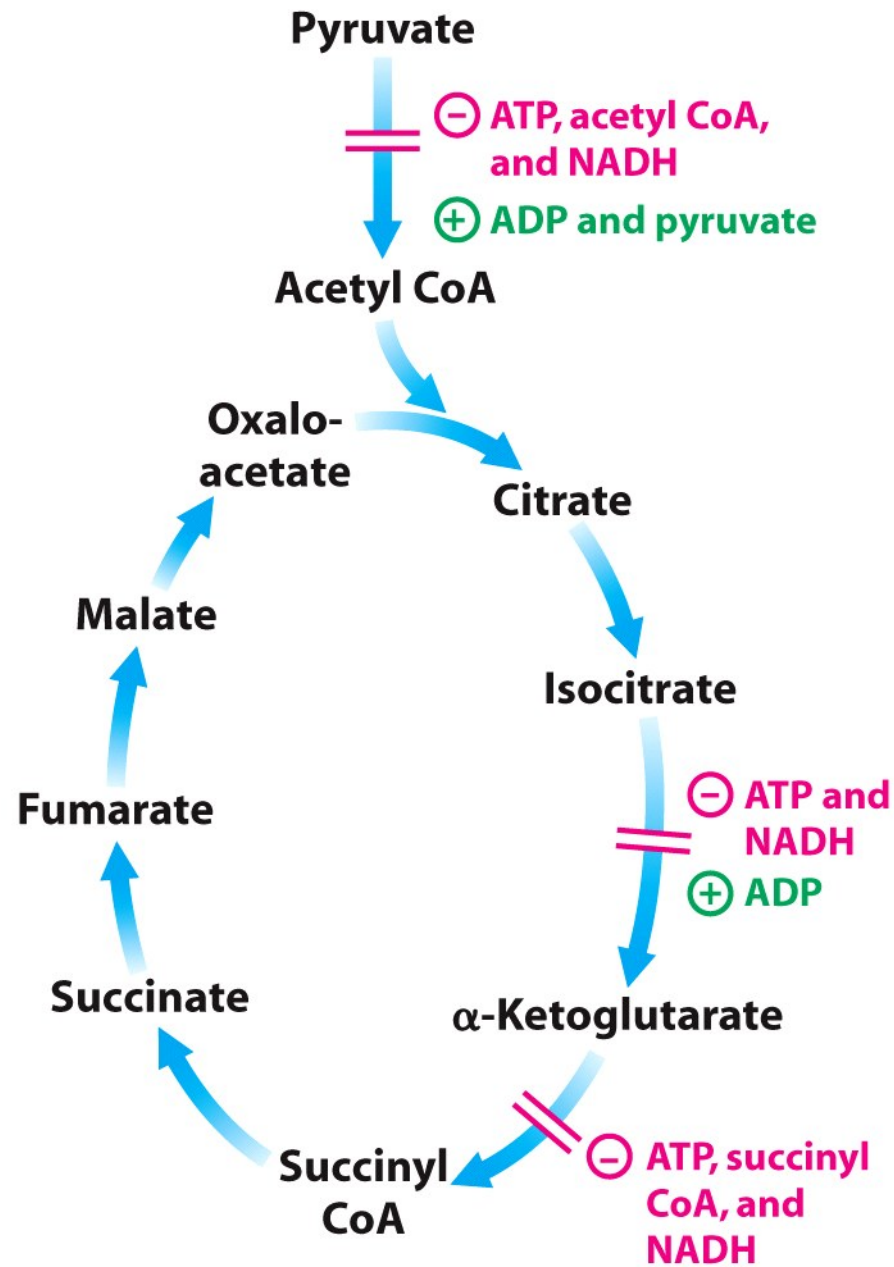 Pyruvate
− ATP, acetyl CoA,
and NADH
+ ADP and pyruvate
Acetyl CoA
Oxalo-
acetate
Citrate
Malate
Isocitrate
− ATP and
NADH
+ ADP
Fumarate
Succinate
α-Ketoglutarate
− ATP, succinyl
CoA, and
NADH
Succinyl
CoA